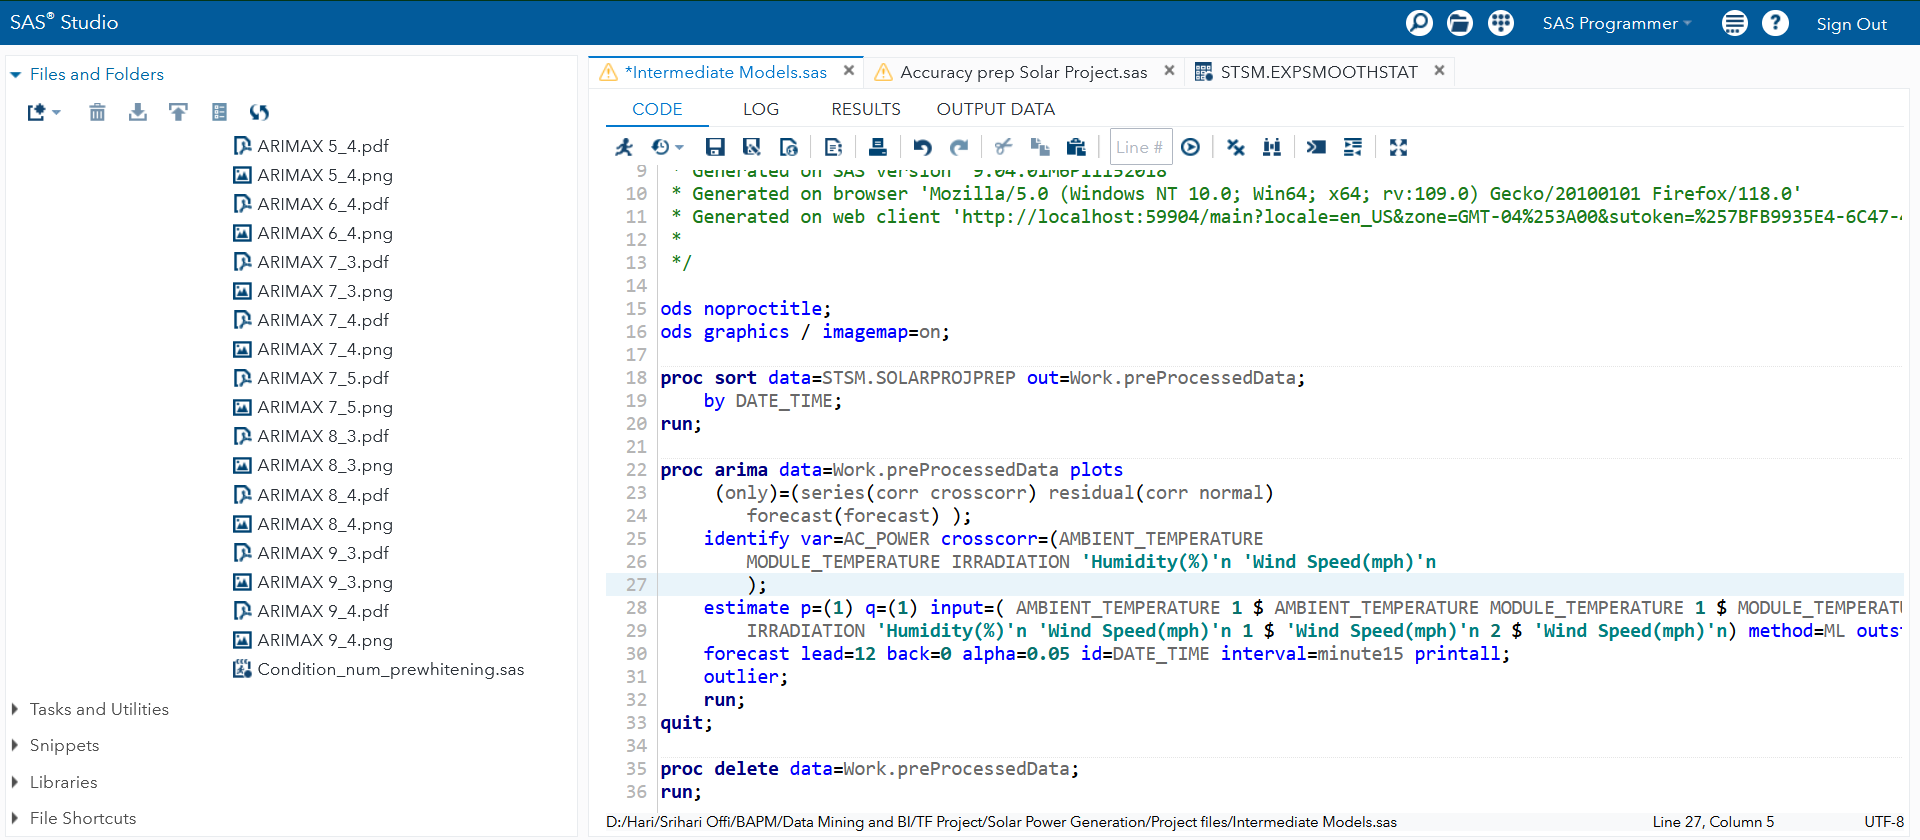 SAS® Studio
SAS Programmer
Sign Out
Files and Folders
ARIMAX 5_4.pdf
ARIMAX 5_4.png
ARIMAX 6_4.pdf
ARIMAX 6_4.png
ARIMAX 7_3.pdf
ARIMAX 7_3.png
ARIMAX 7_4.pdf
ARIMAX 7_4.png
ARIMAX 7_5.pdf
ARIMAX 7_5.png
ARIMAX 8_3.pdf
ARIMAX 8_3.png
ARIMAX 8_4.pdf
ARIMAX 8_4.png
ARIMAX 9_3.pdf
ARIMAX 9_3.png
ARIMAX 9_4.pdf
ARIMAX 9_4.png
Condition_num_prewhitening.sas
Tasks and Utilities
Snippets
Libraries
File Shortcuts
*Intermediate Models.sas
Accuracy prep Solar Project.sas
STSM.EXPSMOOTHSTAT
CODE LOG RESULTS OUTPUT DATA
Line #
9 * Generated on SAS version '9.04.01M6P11152018'
10 * Generated on browser 'Mozilla/5.0 (Windows NT 10.0; Win64; x64; rv:109.0) Gecko/20100101 Firefox/118.0'
11 * Generated on web client 'http://localhost:59904/main?locale=en_US&zone=GMT-04%253A00&sutoken=%257BFB9935E4-6C47-4
12 *
13 */
14
15 ods noproctitle;
16 ods graphics / imagemap=on;
17
18 proc sort data=STSM.SOLARPROJPREP out=Work.preProcessedData;
19 by DATE_TIME;
20 run;
21
22 proc arima data=Work.preProcessedData plots
23 (only)=(series(corr crosscorr) residual(corr normal)
24 forecast(forecast) );
25 identify var=AC_POWER crosscorr=(AMBIENT_TEMPERATURE
26 MODULE_TEMPERATURE IRRADIATION 'Humidity(%)'n 'Wind Speed(mph)'n
27 );
28 estimate p=(1) q=(1) input=( AMBIENT_TEMPERATURE 1 $ AMBIENT_TEMPERATURE MODULE_TEMPERATURE 1 $ MODULE_TEMPERATU
29 IRRADIATION 'Humidity(%)'n 'Wind Speed(mph)'n 1 $ 'Wind Speed(mph)'n 2 $ 'Wind Speed(mph)'n) method=ML outst
30 forecast lead=12 back=0 alpha=0.05 id=DATE_TIME interval=minute15 printall;
31 outlier;
32 run;
33 quit;
34
35 proc delete data=Work.preProcessedData;
36 run;
D:/Hari/Srihari Offi/BAPM/Data Mining and BI/TF Project/Solar Power Generation/Project files/Intermediate Models.sas
Line 27, Column 5
UTF-8